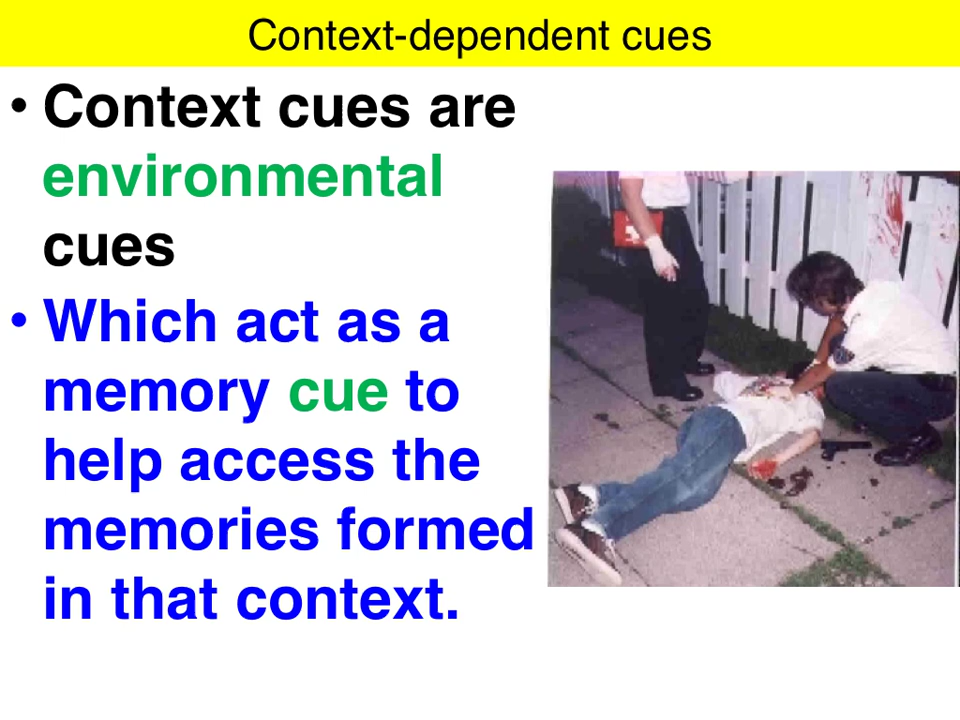 Context-dependent cues
• Context cues are
environmental
cues
• Which act as a
memory cue to
help access the
memories formed
in that context.